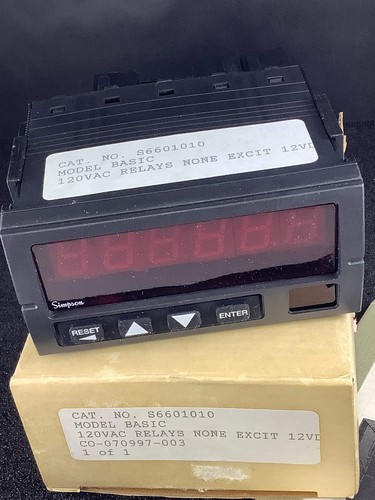 CAT. NO. S6601010
MODEL BASIC
120VAC RELAYS NONE EXCIT 12VD
Simpson
RESET
ENTER
CAT. NO. S6601010
MODEL BASIC
120VAC RELAYS NONE EXCIT 12VD
CO-070997-003
1 of 1